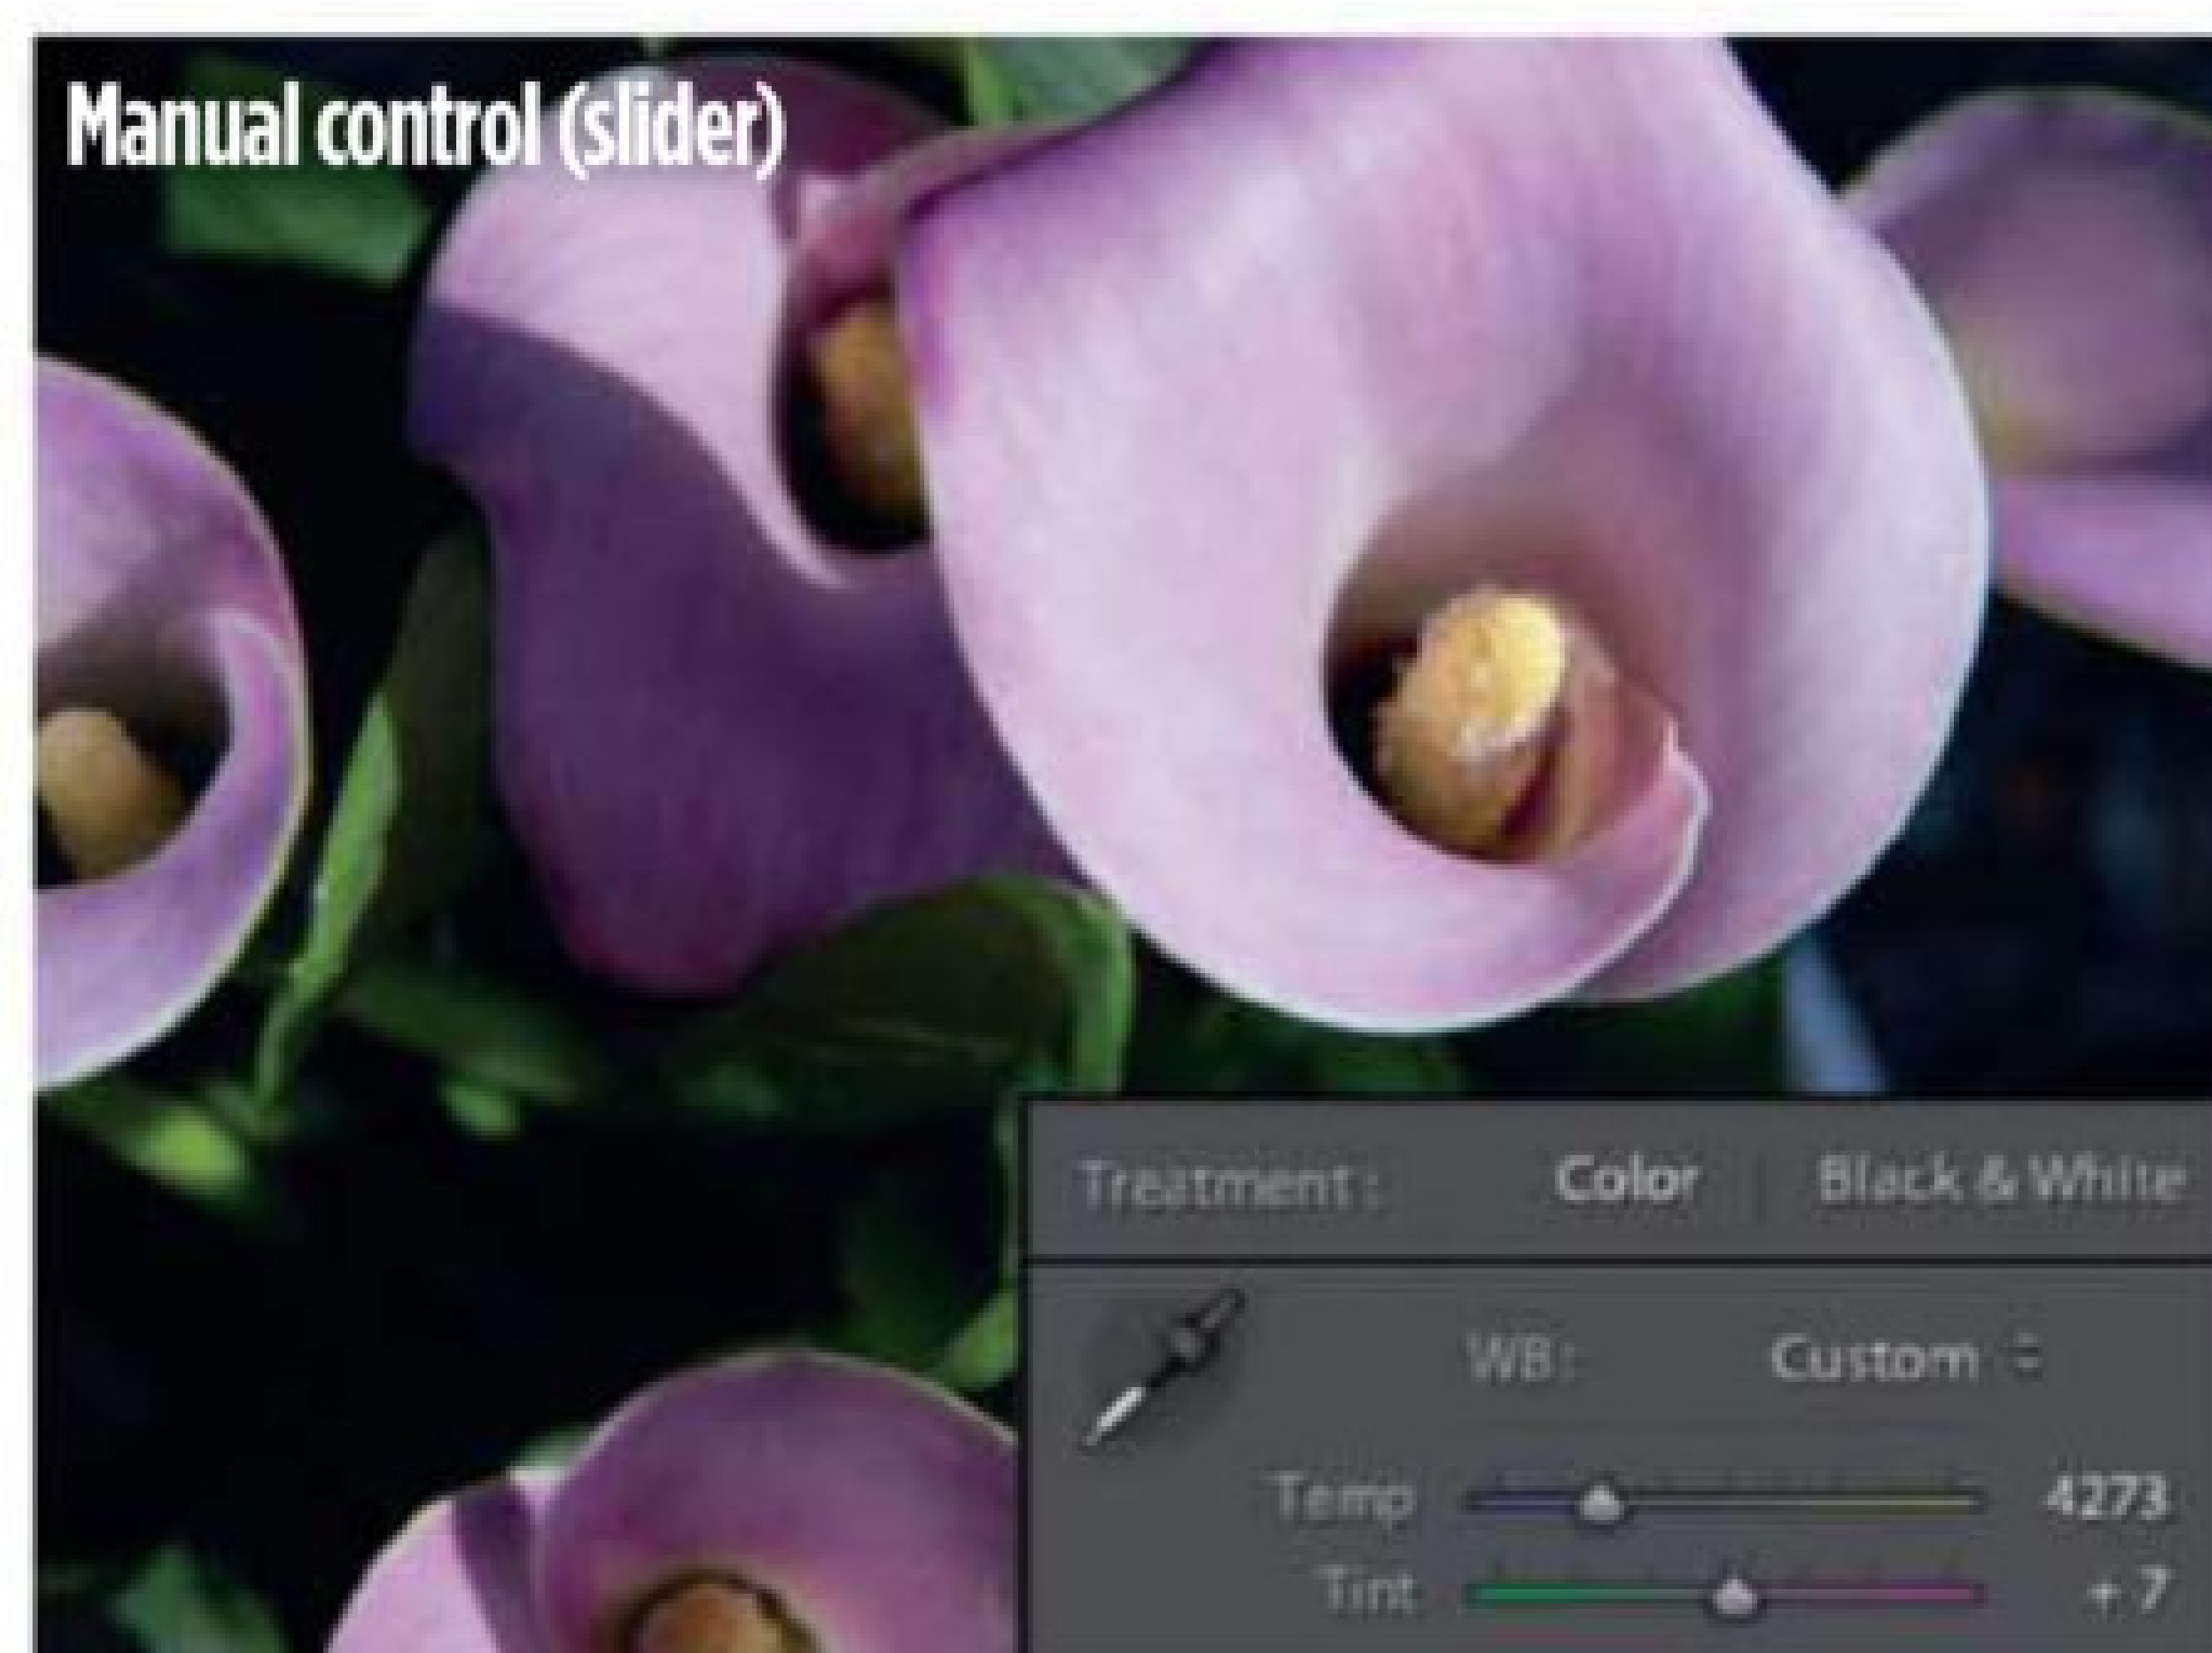 Manual control (slider)
Treatment : Color Black & White
WB: Custom
Temp 4273
Tint + 7